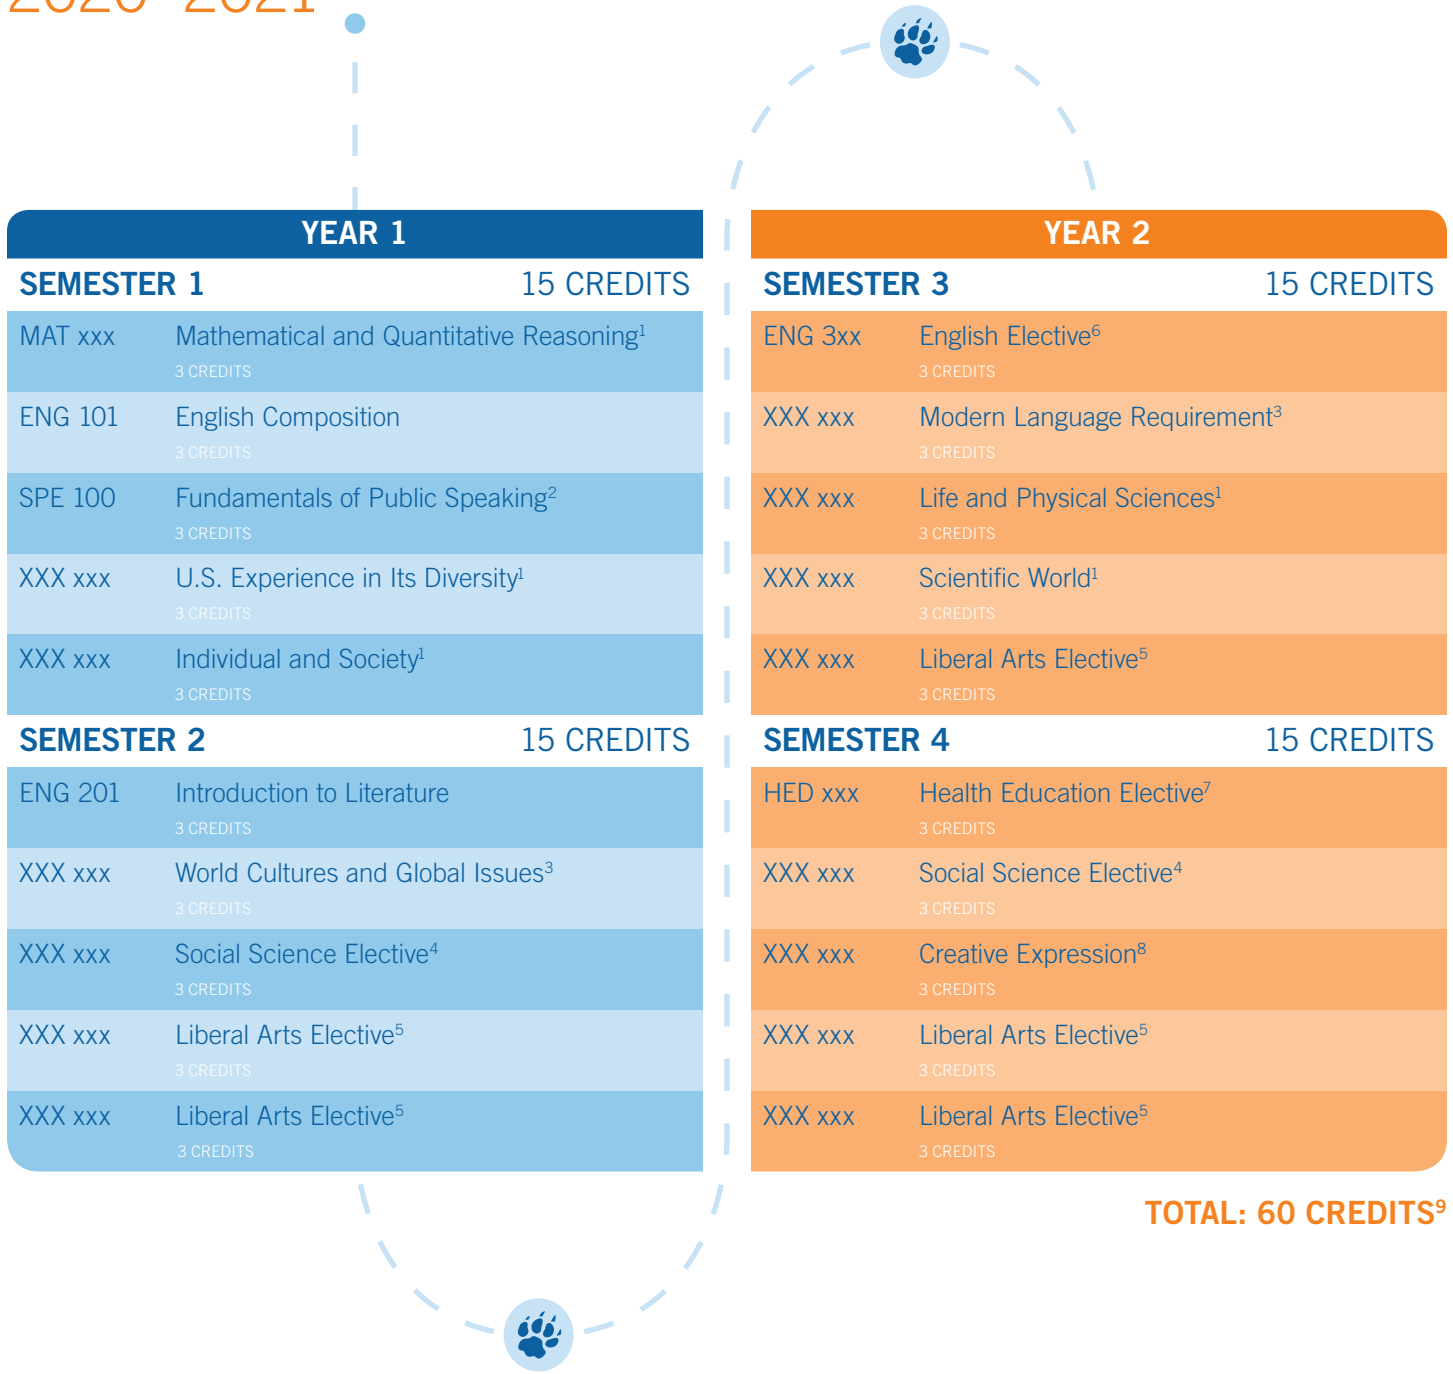 2020–2021
YEAR 1
SEMESTER 1 15 CREDITS
MAT xxx Mathematical and Quantitative Reasoning¹
3 CREDITS
ENG 101 English Composition
3 CREDITS
SPE 100 Fundamentals of Public Speaking²
3 CREDITS
XXX xxx U.S. Experience in Its Diversity¹
3 CREDITS
XXX xxx Individual and Society¹
3 CREDITS
SEMESTER 2 15 CREDITS
ENG 201 Introduction to Literature
3 CREDITS
XXX xxx World Cultures and Global Issues³
3 CREDITS
XXX xxx Social Science Elective⁴
3 CREDITS
XXX xxx Liberal Arts Elective⁵
3 CREDITS
XXX xxx Liberal Arts Elective⁵
3 CREDITS
YEAR 2
SEMESTER 3 15 CREDITS
ENG 3xx English Elective⁶
3 CREDITS
XXX xxx Modern Language Requirement³
3 CREDITS
XXX xxx Life and Physical Sciences¹
3 CREDITS
XXX xxx Scientific World¹
3 CREDITS
XXX xxx Liberal Arts Elective⁵
3 CREDITS
SEMESTER 4 15 CREDITS
HED xxx Health Education Elective⁷
3 CREDITS
XXX xxx Social Science Elective⁴
3 CREDITS
XXX xxx Creative Expression⁸
3 CREDITS
XXX xxx Liberal Arts Elective⁵
3 CREDITS
XXX xxx Liberal Arts Elective⁵
3 CREDITS
TOTAL: 60 CREDITS⁹